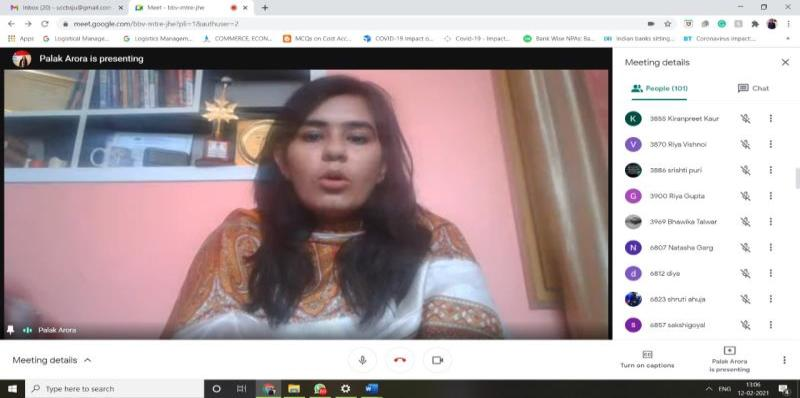 Inbox (20) - uccbsju@gmail.com
Meet - bbv-mtre-jhe
meet.google.com/bbv-mtre-jhe?pli=1&authuser=2
Apps
Logistical Manage...
Logistics Managem...
COMMERCE, ECON...
MCQs on Cost Acc...
COVID-19 Impact o...
Covid-19 - Impact...
Bank Wise NPAs: Ba...
Indian banks sitting...
BT Coronavirus impact:...
Palak Arora is presenting
Meeting details
People (101)
Chat
K 3855 Kiranpreet Kaur
V 3870 Riya Vishnoi
3886 srishti puri
G 3900 Riya Gupta
3969 Bhawika Talwar
N 6807 Natasha Garg
d 6812 diya
6823 shruti ahuja
s 6857 sakshigoyal
Palak Arora
Meeting details
Turn on captions
Palak Arora
is presenting
Type here to search
ENG
13:06
12-02-2021